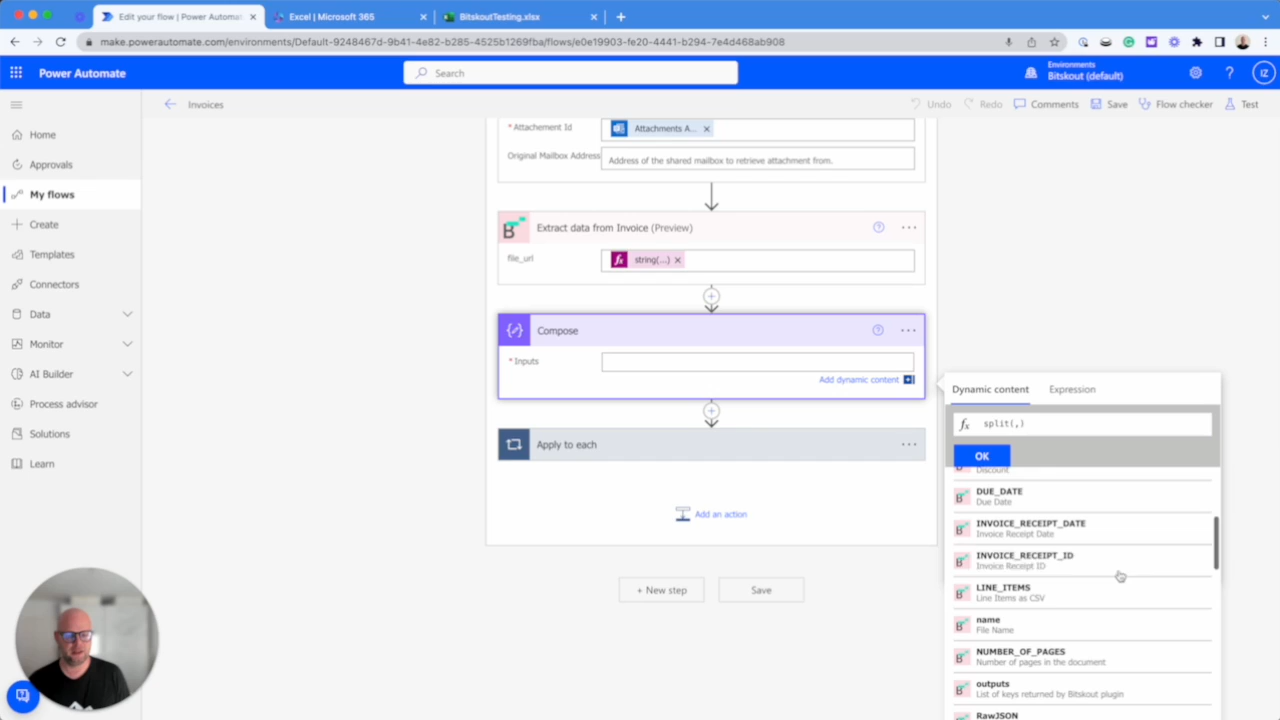 Edit your flow | Power Automat
Excel | Microsoft 365
BitskoutTesting.xlsx
make.powerautomate.com/environments/Default-9248467d-9b41-4e82-b285-4525b1269fba/flows/e0e19903-fe20-4441-b294-7e4d468ab908
Power Automate
Search
Environments
Bitskout (default)
IZ
Invoices
Undo
Redo
Comments
Save
Flow checker
Test
Home
Approvals
My flows
Create
Templates
Connectors
Data
Monitor
AI Builder
Process advisor
Solutions
Learn
* Attachement Id
Attachments A... ×
Original Mailbox Address
Address of the shared mailbox to retrieve attachment from.
B
Extract data from Invoice (Preview)
file_url
fx string(...) ×
Compose
* Inputs
Add dynamic content
Apply to each
Add an action
+ New step
Save
Dynamic content
Expression
fx split(,)
OK
Discount
DUE_DATE
Due Date
INVOICE_RECEIPT_DATE
Invoice Receipt Date
INVOICE_RECEIPT_ID
Invoice Receipt ID
LINE_ITEMS
Line Items as CSV
name
File Name
NUMBER_OF_PAGES
Number of pages in the document
outputs
List of keys returned by Bitskout plugin
RawJSON